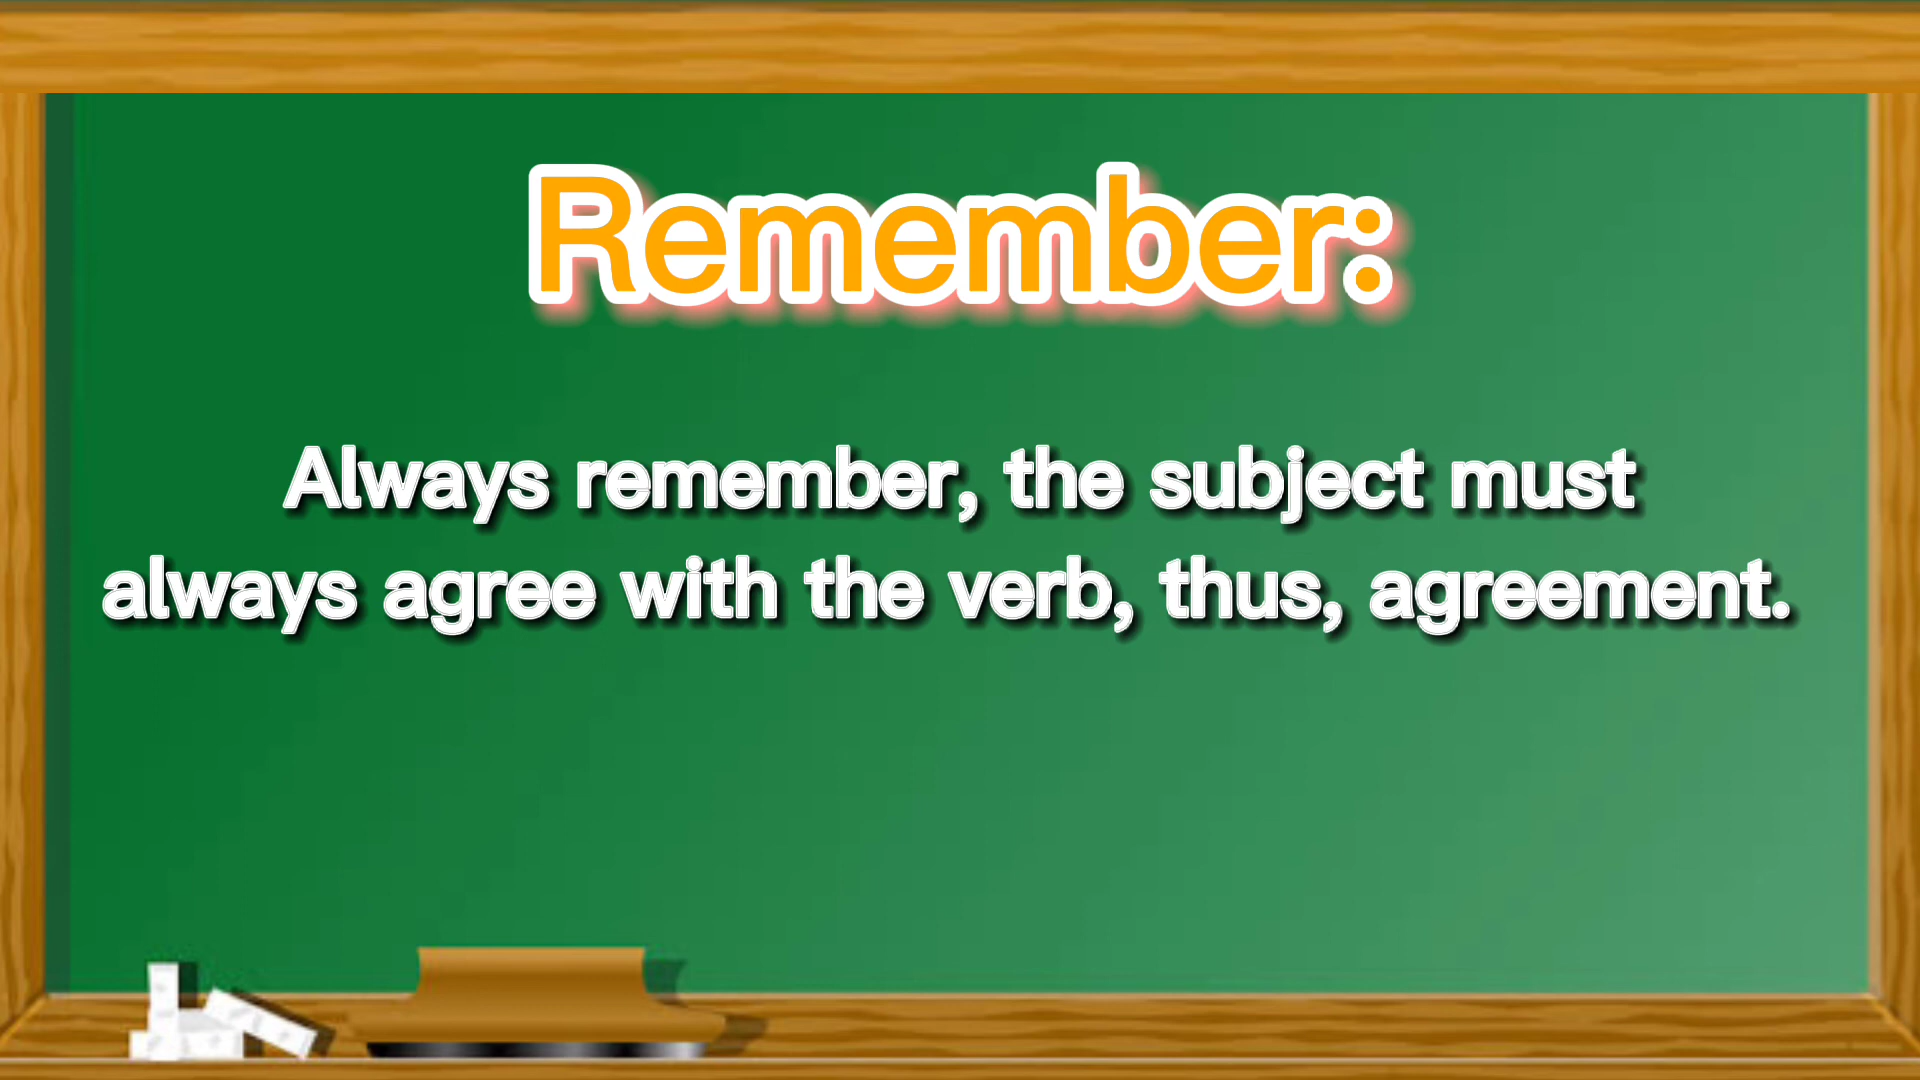 Remember:
Always remember, the subject must
always agree with the verb, thus, agreement.